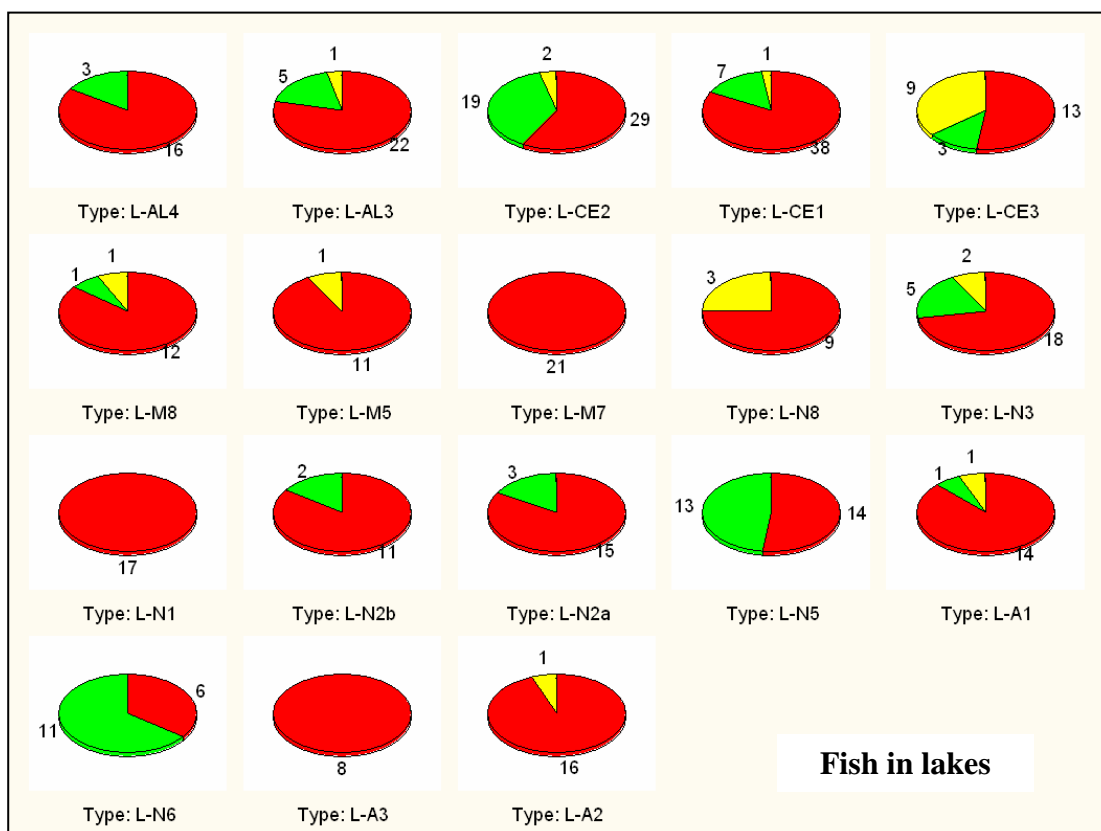 3
16
Type: L-AL4
1
5
22
Type: L-AL3
2
19
29
Type: L-CE2
1
7
38
Type: L-CE1
9
13
3
Type: L-CE3
1
1
12
Type: L-M8
1
11
Type: L-M5
21
Type: L-M7
3
9
Type: L-N8
2
5
18
Type: L-N3
17
Type: L-N1
2
11
Type: L-N2b
3
15
Type: L-N2a
13
14
Type: L-N5
1
1
14
Type: L-A1
6
11
Type: L-N6
8
Type: L-A3
1
16
Type: L-A2
Fish in lakes